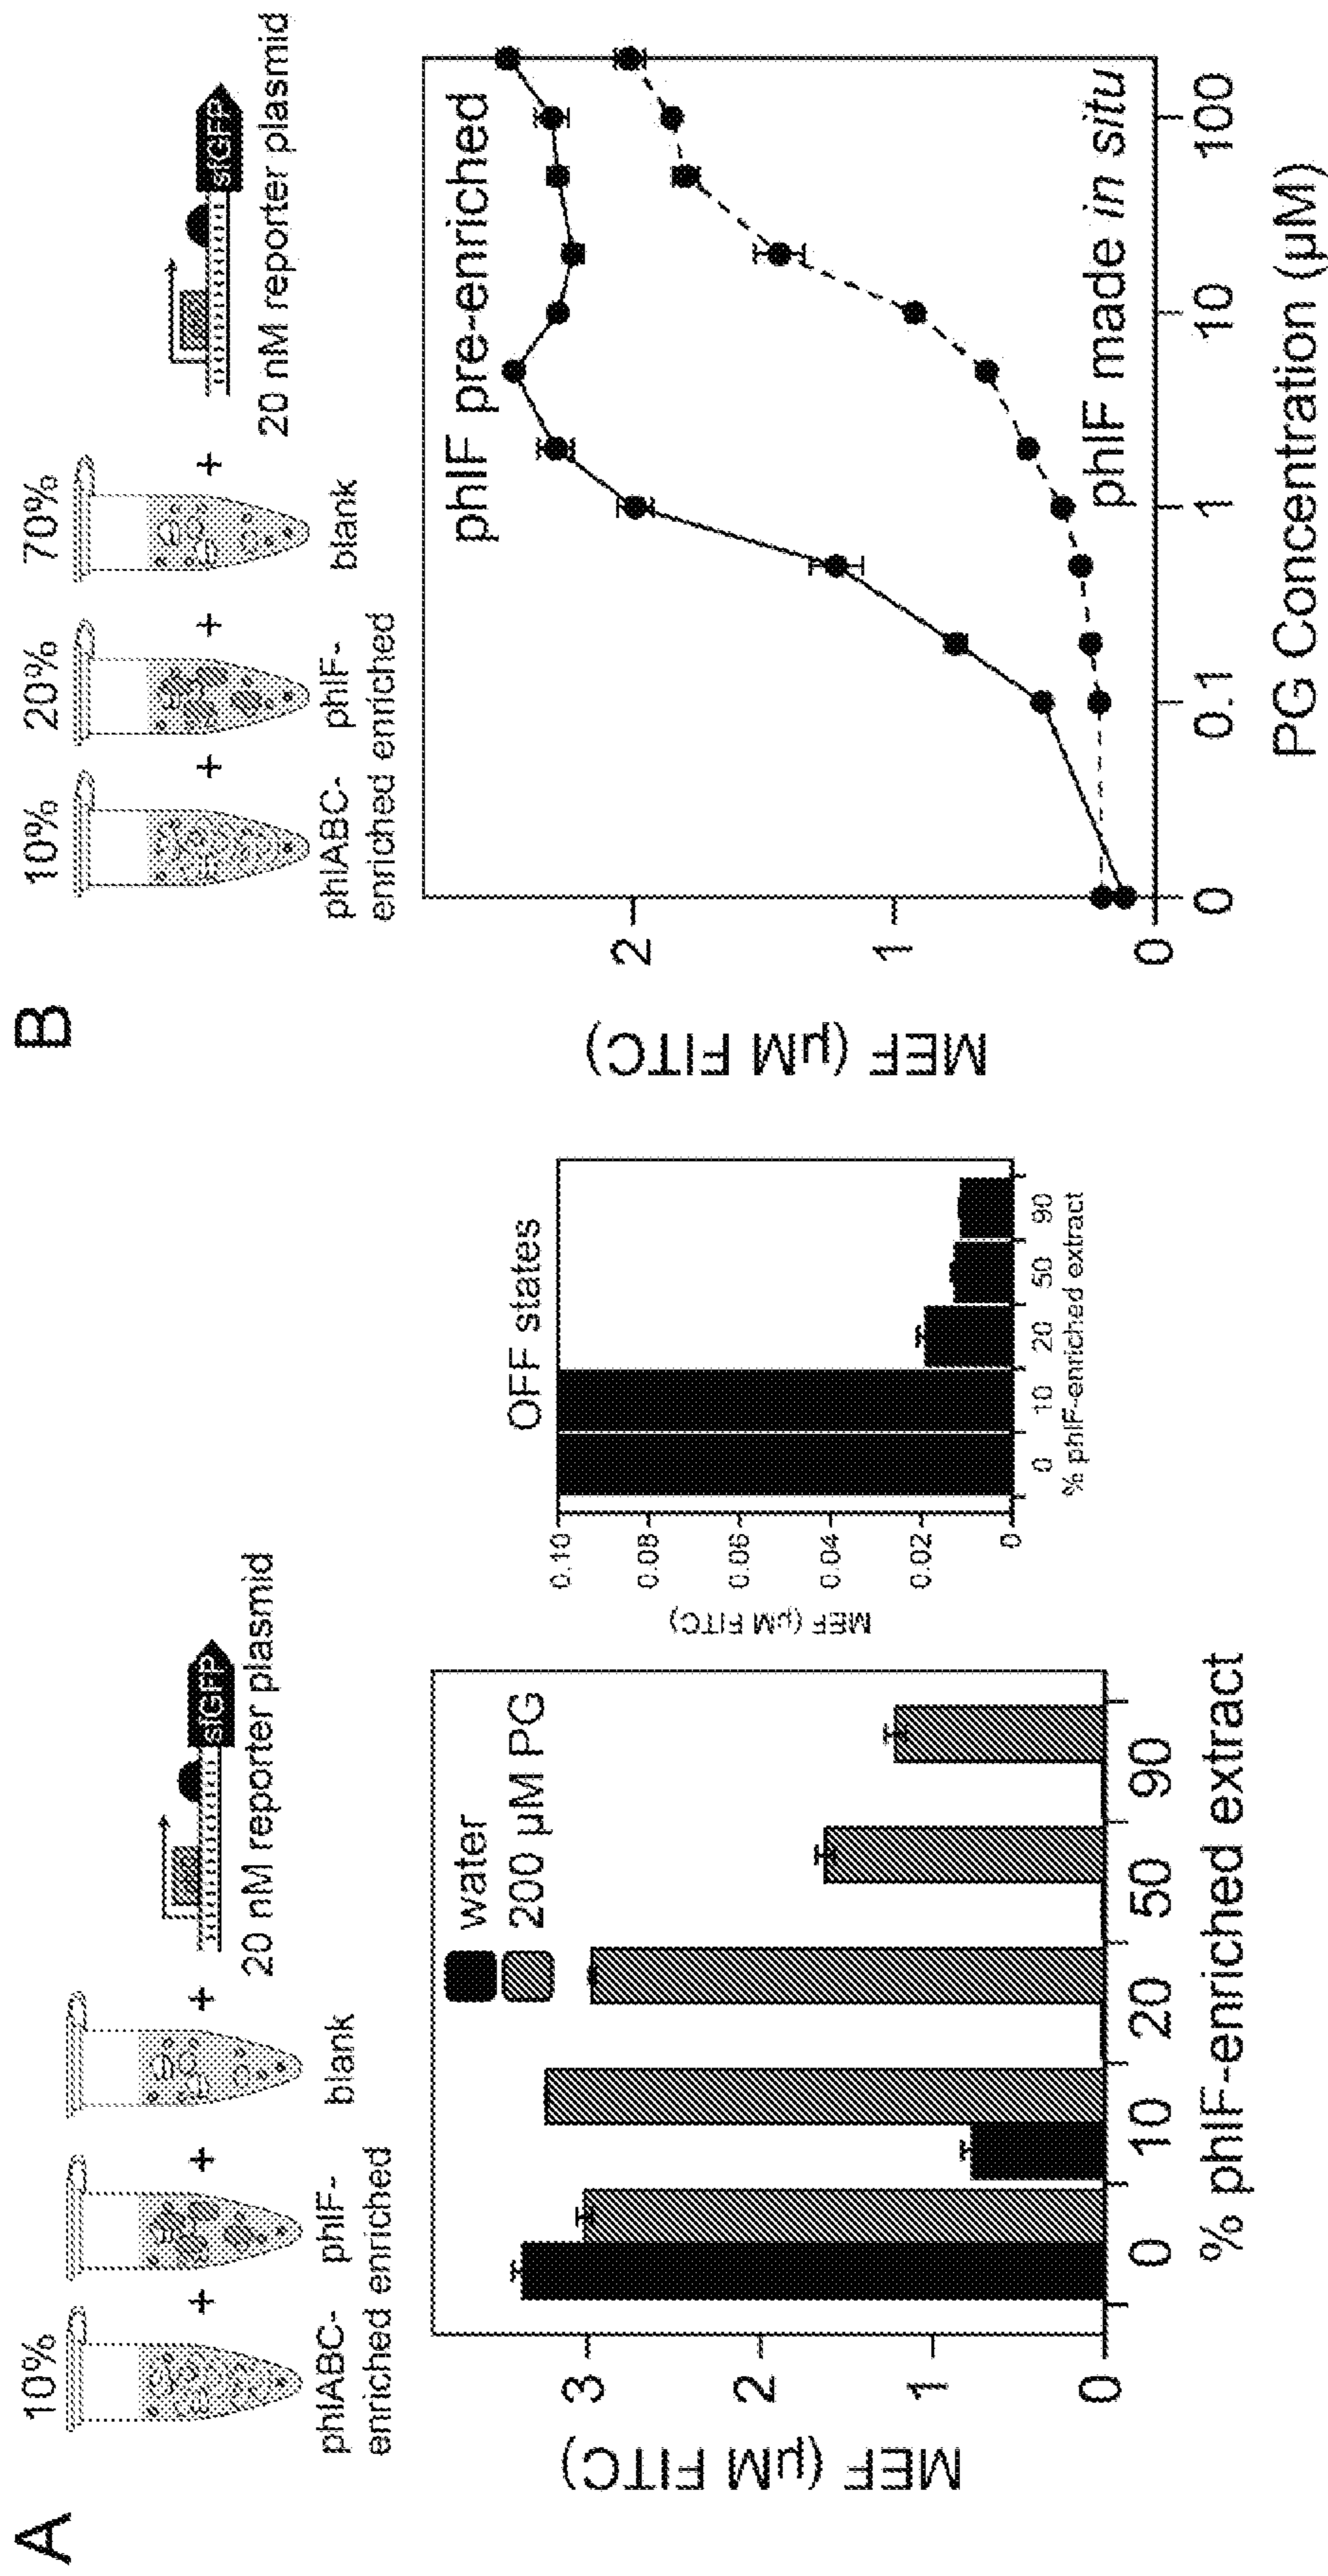 A
10%
+
+
+
phlABC-
enriched
phlF-
enriched
blank
sfGFP
20 nM reporter plasmid
MEF (µM FITC)
3
2
1
0
water
200 µM PG
0
10
20
50
90
% phlF-enriched extract
OFF states
MEF (µM FITC)
0.10
0.08
0.06
0.04
0.02
0
0
10
20
50
90
% phlF-enriched extract
B
10%
20%
70%
+
+
+
phlABC-
enriched
phlF-
enriched
blank
sfGFP
20 nM reporter plasmid
MEF (µM FITC)
2
1
0
phlF pre-enriched
phlF made in situ
0
0.1
1
10
100
PG Concentration (µM)